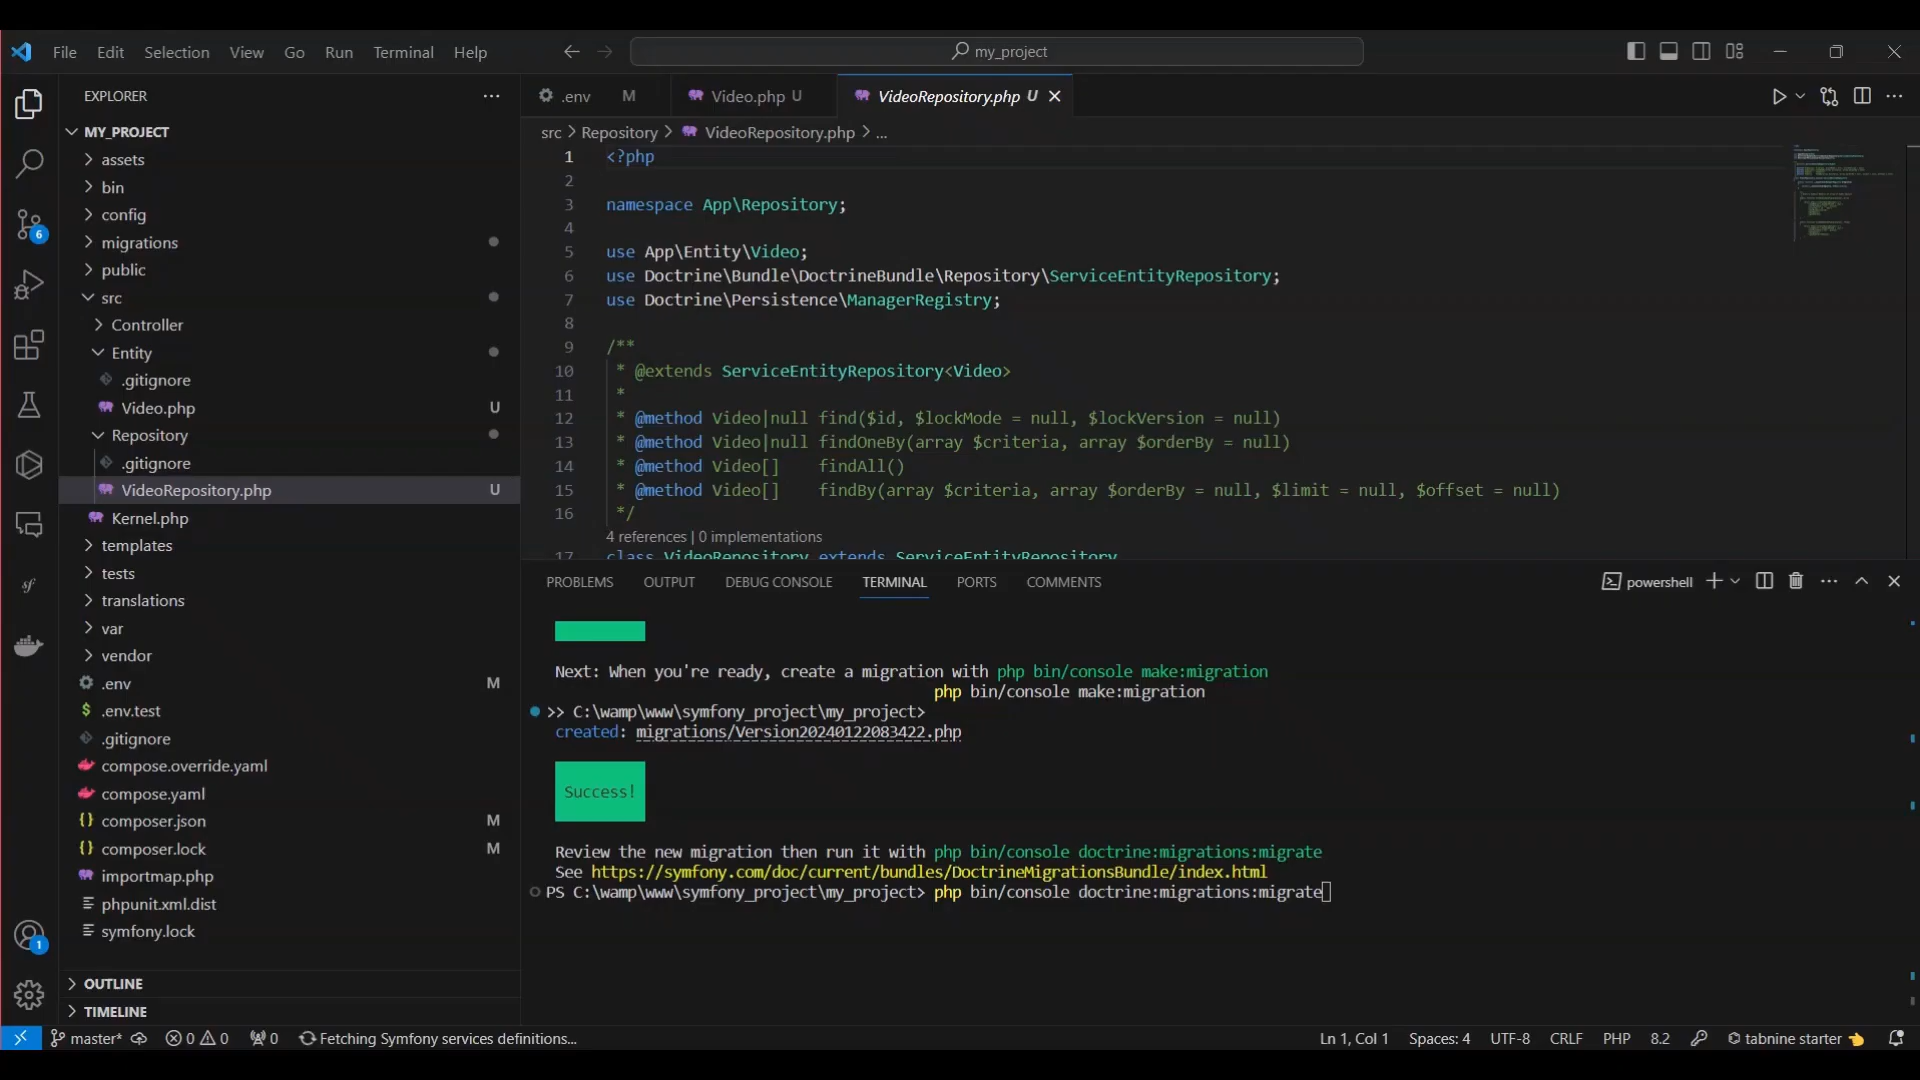 File Edit Selection View Go Run Terminal Help
my_project
EXPLORER
MY_PROJECT
assets
bin
config
migrations
public
src
Controller
Entity
.gitignore
Video.php U
Repository
.gitignore
VideoRepository.php U
Kernel.php
templates
tests
translations
var
vendor
.env M
.env.test
.gitignore
compose.override.yaml
compose.yaml
composer.json M
composer.lock M
importmap.php
phpunit.xml.dist
symfony.lock
OUTLINE
TIMELINE
6
1
.env M Video.php U VideoRepository.php U
src > Repository > VideoRepository.php > ...
1 <?php
2
3 namespace App\Repository;
4
5 use App\Entity\Video;
6 use Doctrine\Bundle\DoctrineBundle\Repository\ServiceEntityRepository;
7 use Doctrine\Persistence\ManagerRegistry;
8
9 /**
10 * @extends ServiceEntityRepository<Video>
11 *
12 * @method Video|null find($id, $lockMode = null, $lockVersion = null)
13 * @method Video|null findOneBy(array $criteria, array $orderBy = null)
14 * @method Video[]    findAll()
15 * @method Video[]    findBy(array $criteria, array $orderBy = null, $limit = null, $offset = null)
16 */
4 references | 0 implementations
17 class VideoRepository extends ServiceEntityRepository
PROBLEMS OUTPUT DEBUG CONSOLE TERMINAL PORTS COMMENTS
powershell
Next: When you're ready, create a migration with php bin/console make:migration
php bin/console make:migration
>> C:\wamp\www\symfony_project\my_project>
created: migrations/Version20240122083422.php
Success!
Review the new migration then run it with php bin/console doctrine:migrations:migrate
See https://symfony.com/doc/current/bundles/DoctrineMigrationsBundle/index.html
PS C:\wamp\www\symfony_project\my_project> php bin/console doctrine:migrations:migrate
master* 0 0 0 Fetching Symfony services definitions... Ln 1, Col 1 Spaces: 4 UTF-8 CRLF PHP 8.2 tabnine starter